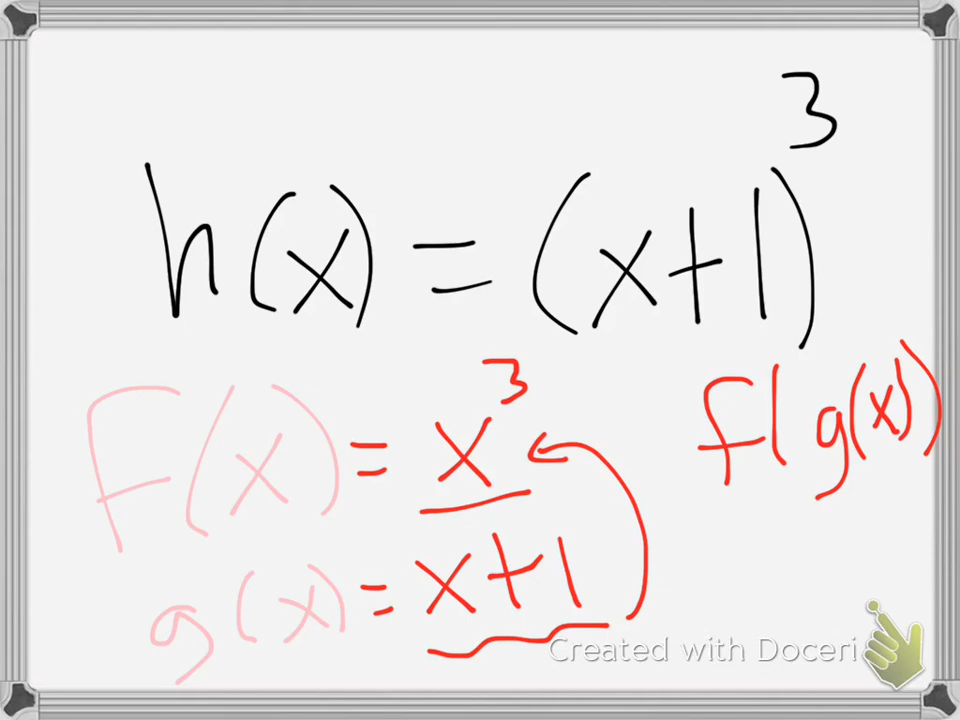 h(x) = (x+1)³
F(x) = x³
f(g(x))
g(x) = x+1
Created with Doceri